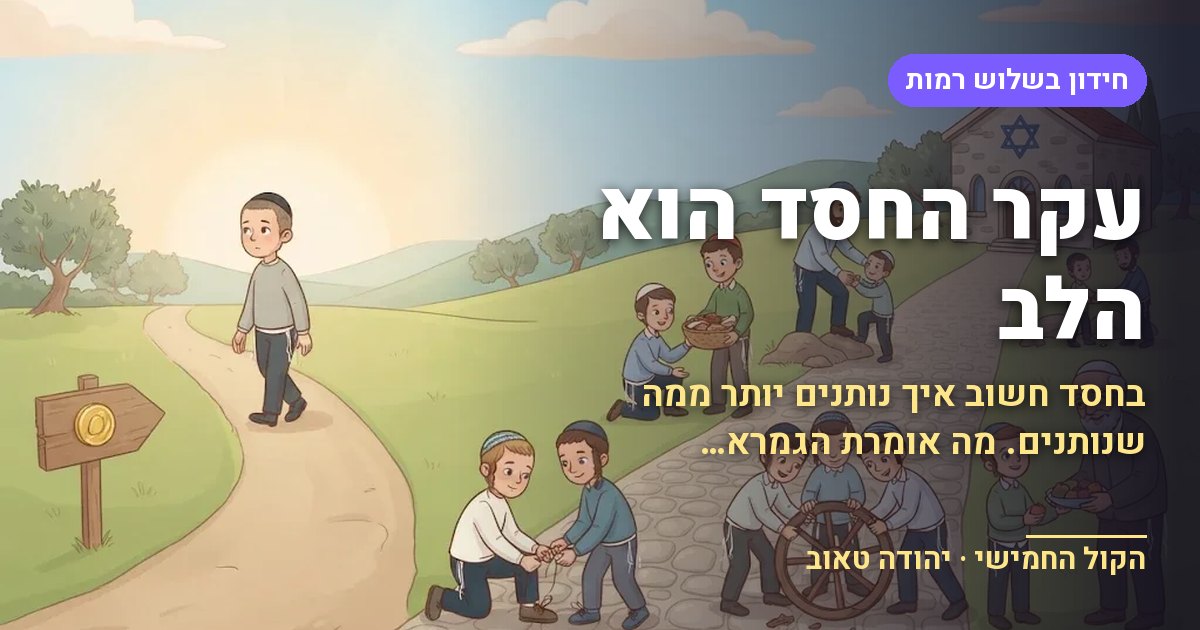 חידון בשלוש רמות
עקר החסד הוא
הלב
בחסד חשוב איך נותנים יותר ממה
שנותנים. מה אומרת הגמרא...
הקול החמישי · יהודה טאוב